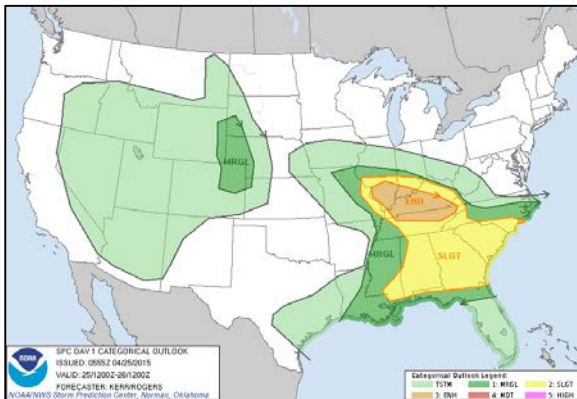 MRGL
ENH
MRGL
SLGT
NOAA
SPC DAY 1 CATEGORICAL OUTLOOK
ISSUED: 0555Z 04/25/2015
VALID: 25/1200Z-26/1200Z
FORECASTER: KERR/ROGERS
NOAA/NWS Storm Prediction Center, Norman, Oklahoma
Categorical Outlook Legend:
TSTM 1: MRGL 2: SLGT
3: ENH 4: MDT 5: HIGH